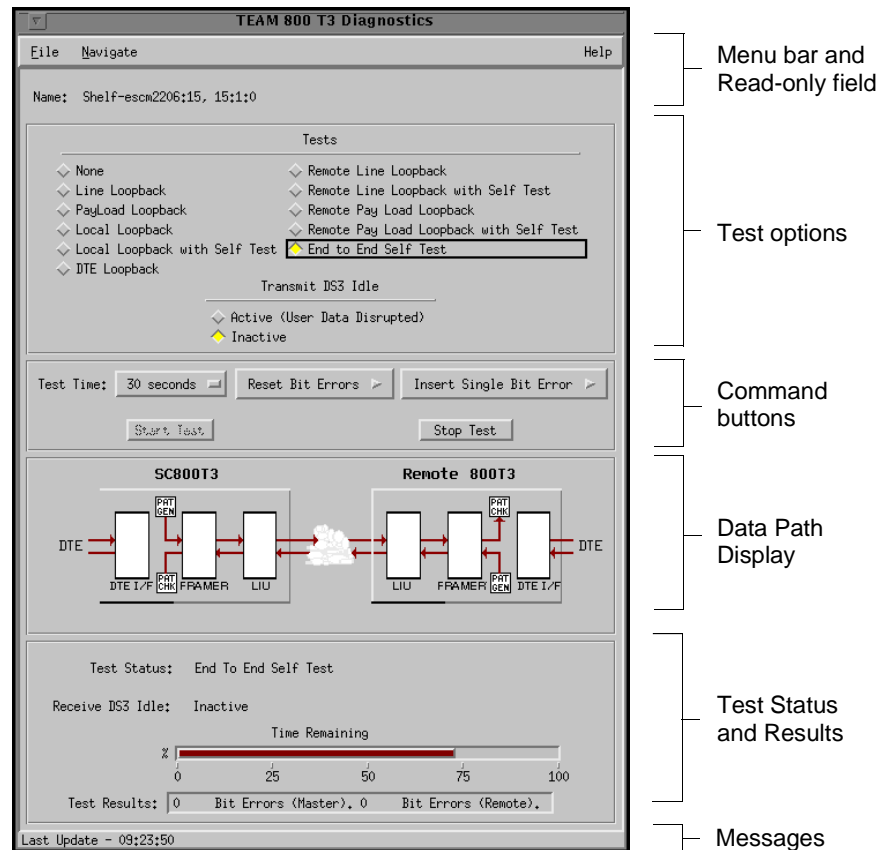 TEAM 800 T3 Diagnostics
File Navigate Help
Menu bar and
Read-only field
Name: Shelf-escm2206:15, 15:1:0
Tests
None
Line Loopback
PayLoad Loopback
Local Loopback
Local Loopback with Self Test
DTE Loopback
Remote Line Loopback
Remote Line Loopback with Self Test
Remote Pay Load Loopback
Remote Pay Load Loopback with Self Test
End to End Self Test
Transmit DS3 Idle
Active (User Data Disrupted)
Inactive
Test options
Test Time: 30 seconds Reset Bit Errors Insert Single Bit Error
Start Test Stop Test
Command
buttons
SC800T3 Remote 800T3
PAT
GEN
PAT
CHK
DTE DTE
DTE I/F PAT
CHK FRAMER LIU
LIU FRAMER PAT
GEN DTE I/F
Data Path
Display
Test Status: End To End Self Test
Receive DS3 Idle: Inactive
Time Remaining
%
0 25 50 75 100
Test Results: 0 Bit Errors (Master). 0 Bit Errors (Remote).
Test Status
and Results
Last Update - 09:23:50
Messages